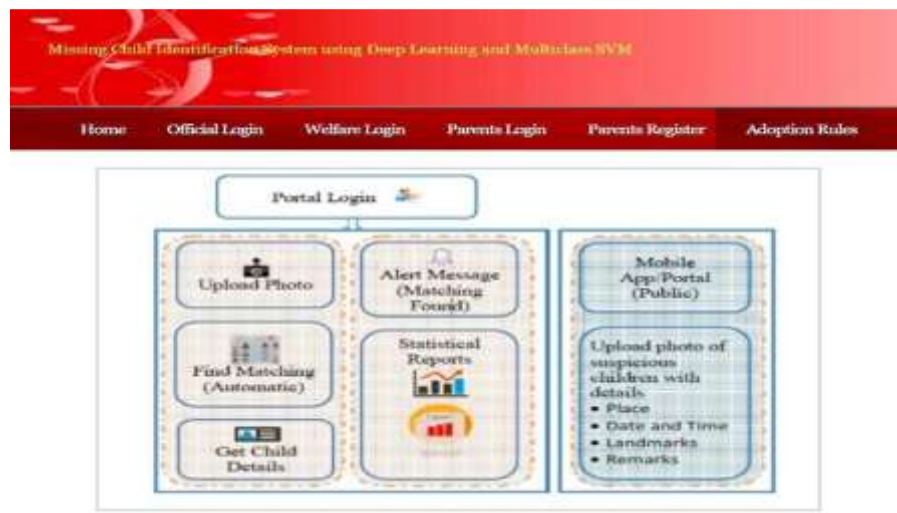 Missing Child Identification System using Deep Learning and Multiclass SVM
Home Official Login Welfare Login Parents Login Parents Register Adoption Rules
Portal Login
Upload Photo
Find Matching
(Automatic)
Get Child
Details
Alert Message
(Matching
Found)
Statistical
Reports
Mobile
App/Portal
(Public)
Upload photo of
suspicious
children with
details
• Place
• Date and Time
• Landmarks
• Remarks